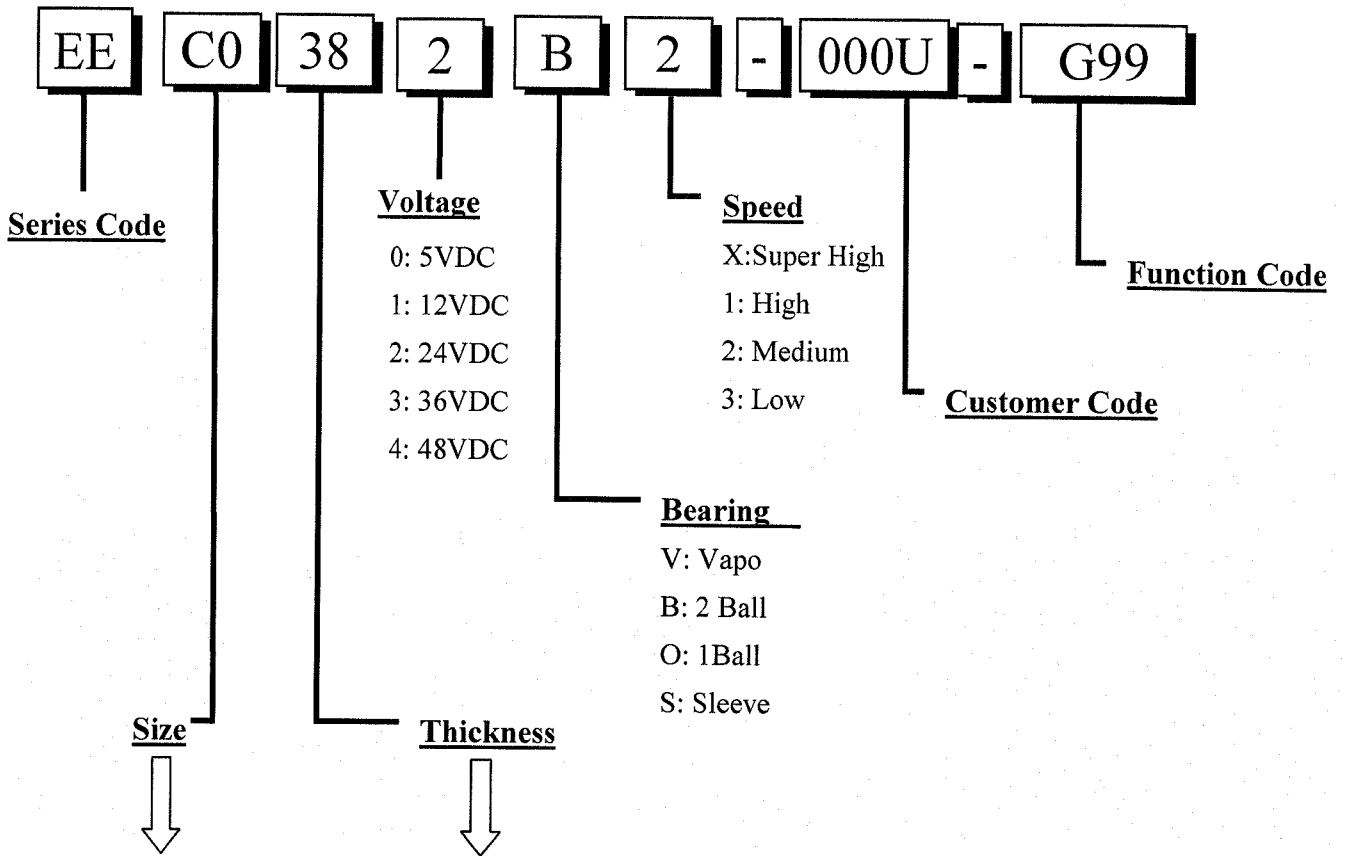 EE C0 38 2 B 2 - 000U - G99
Series Code
Voltage
0: 5VDC
1: 12VDC
2: 24VDC
3: 36VDC
4: 48VDC
Speed
X:Super High
1: High
2: Medium
3: Low
Function Code
Customer Code
Bearing
V: Vapo
B: 2 Ball
O: 1Ball
S: Sleeve
Size
Thickness